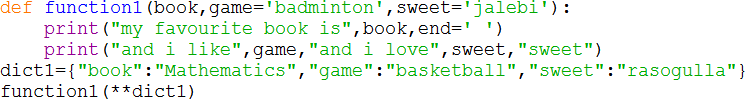 def function1(book,game='badminton',sweet='jalebi'):
    print("my favourite book is",book,end=' ')
    print("and i like",game,"and i love",sweet,"sweet")
dict1={"book":"Mathematics","game":"basketball","sweet":"rasogulla"}
function1(**dict1)